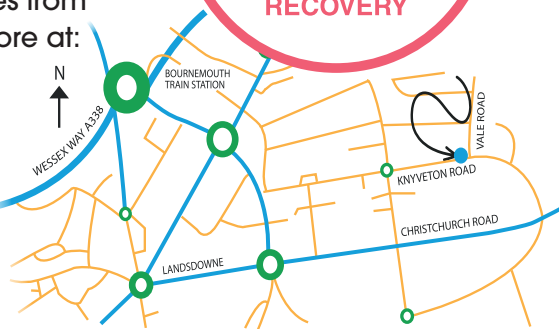 es from
ore at:
RECOVERY
N
BOURNEMOUTH
TRAIN STATION
WESSEX WAY A338
VALE ROAD
KNYVETON ROAD
CHRISTCHURCH ROAD
LANDSDOWNE